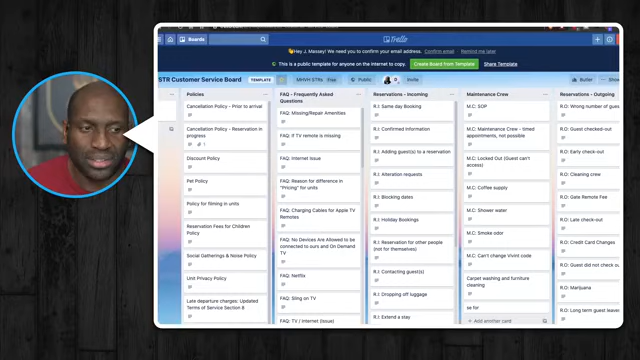 Boards
Trello
👋Hey J. Massey! We need to confirm your email address. Confirm email Remind me later
This is a public template for anyone on the internet to copy. Create Board from Template Share Template
STR Customer Service Board TEMPLATE MHVH STRs Free Public Invite Butler Show
Policies
Cancellation Policy - Prior to arrival
Cancellation Policy - Reservation in
progress
1
Discount Policy
Pet Policy
Policy for filming in units
Reservation Fees for Children
Policy
Social Gatherings & Noise Policy
Unit Privacy Policy
Late departure charges: Updated
Terms of Service Section 8
FAQ - Frequently Asked
Questions
FAQ: Missing/Repair Amenities
FAQ: If TV remote is missing
FAQ: Internet issue
FAQ: Reason for difference in
"Pricing" for units
FAQ: Charging Cables for Apple TV
Remotes
FAQ: No Devices Are Allowed to be
connected to ours and On Demand
TV
FAQ: Netflix
FAQ: Sling on TV
FAQ: TV / Internet (issue)
Reservations - Incoming
R.I: Same day Booking
R.I: Confirmed Information
R.I: Adding guest(s) to a reservation
R.I: Alteration requests
R.I: Blocking dates
R.I: Holiday Bookings
R.I: Reservation for other people
(not for themselves)
R.I: Contacting guest(s)
R.I: Dropping off luggage
R.I: Extend a stay
Maintenance Crew
M.C: SOP
M.C: Maintenance Crew - timed
appointments, not possible
M.C: Locked Out (Guest can't
access)
M.C: Coffee supply
M.C: Shower water
M.C: Smoke odor
M.C: Can't change Vivint code
Carpet washing and furniture
cleaning
+ Add another card
Reservations - Outgoing
R.O: Wrong number of gues
R.O: Guest checked-out
R.O: Early check-out
R.O: Cleaning crew
R.O: Gate Remote Fee
R.O: Late check-out
R.O: Credit Card Changes
R.O: Guest did not check ou
R.O: Marijuana
R.O: Long term guest leaver